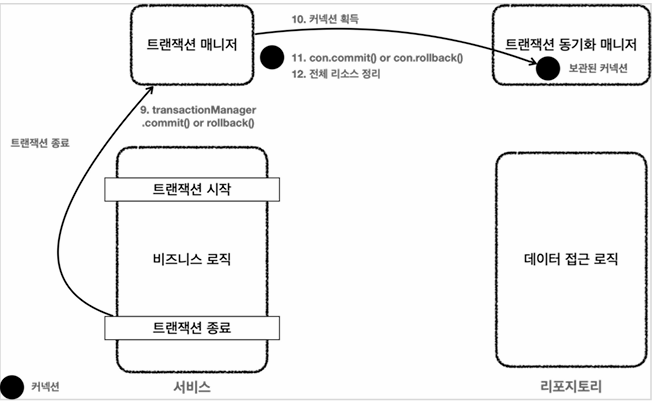 10. 커넥션 획득
트랜잭션 매니저
트랜잭션 동기화 매니저
11. con.commit() or con.rollback()
12. 전체 리소스 정리
보관된 커넥션
9. transactionManager
.commit() or rollback()
트랜잭션 종료
트랜잭션 시작
비즈니스 로직
데이터 접근 로직
트랜잭션 종료
커넥션
서비스
리포지토리